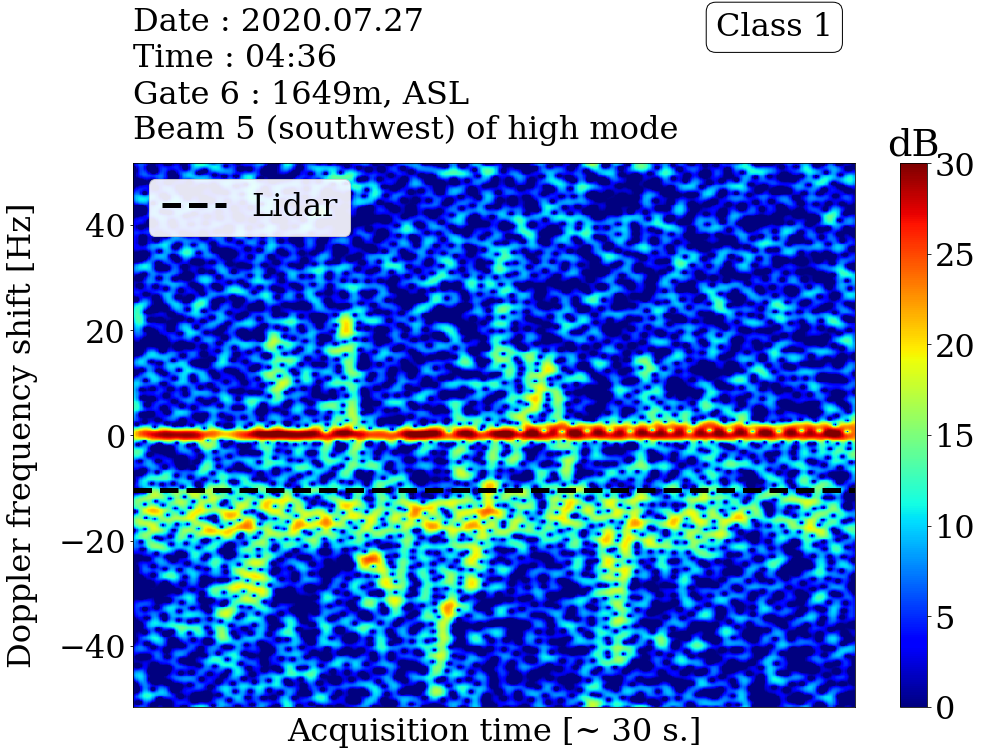 Date : 2020.07.27
Time : 04:36
Gate 6 : 1649m, ASL
Beam 5 (southwest) of high mode
Class 1
dB
Lidar
Doppler frequency shift [Hz]
40
20
0
−20
−40
Acquisition time [~ 30 s.]
30
25
20
15
10
5
0